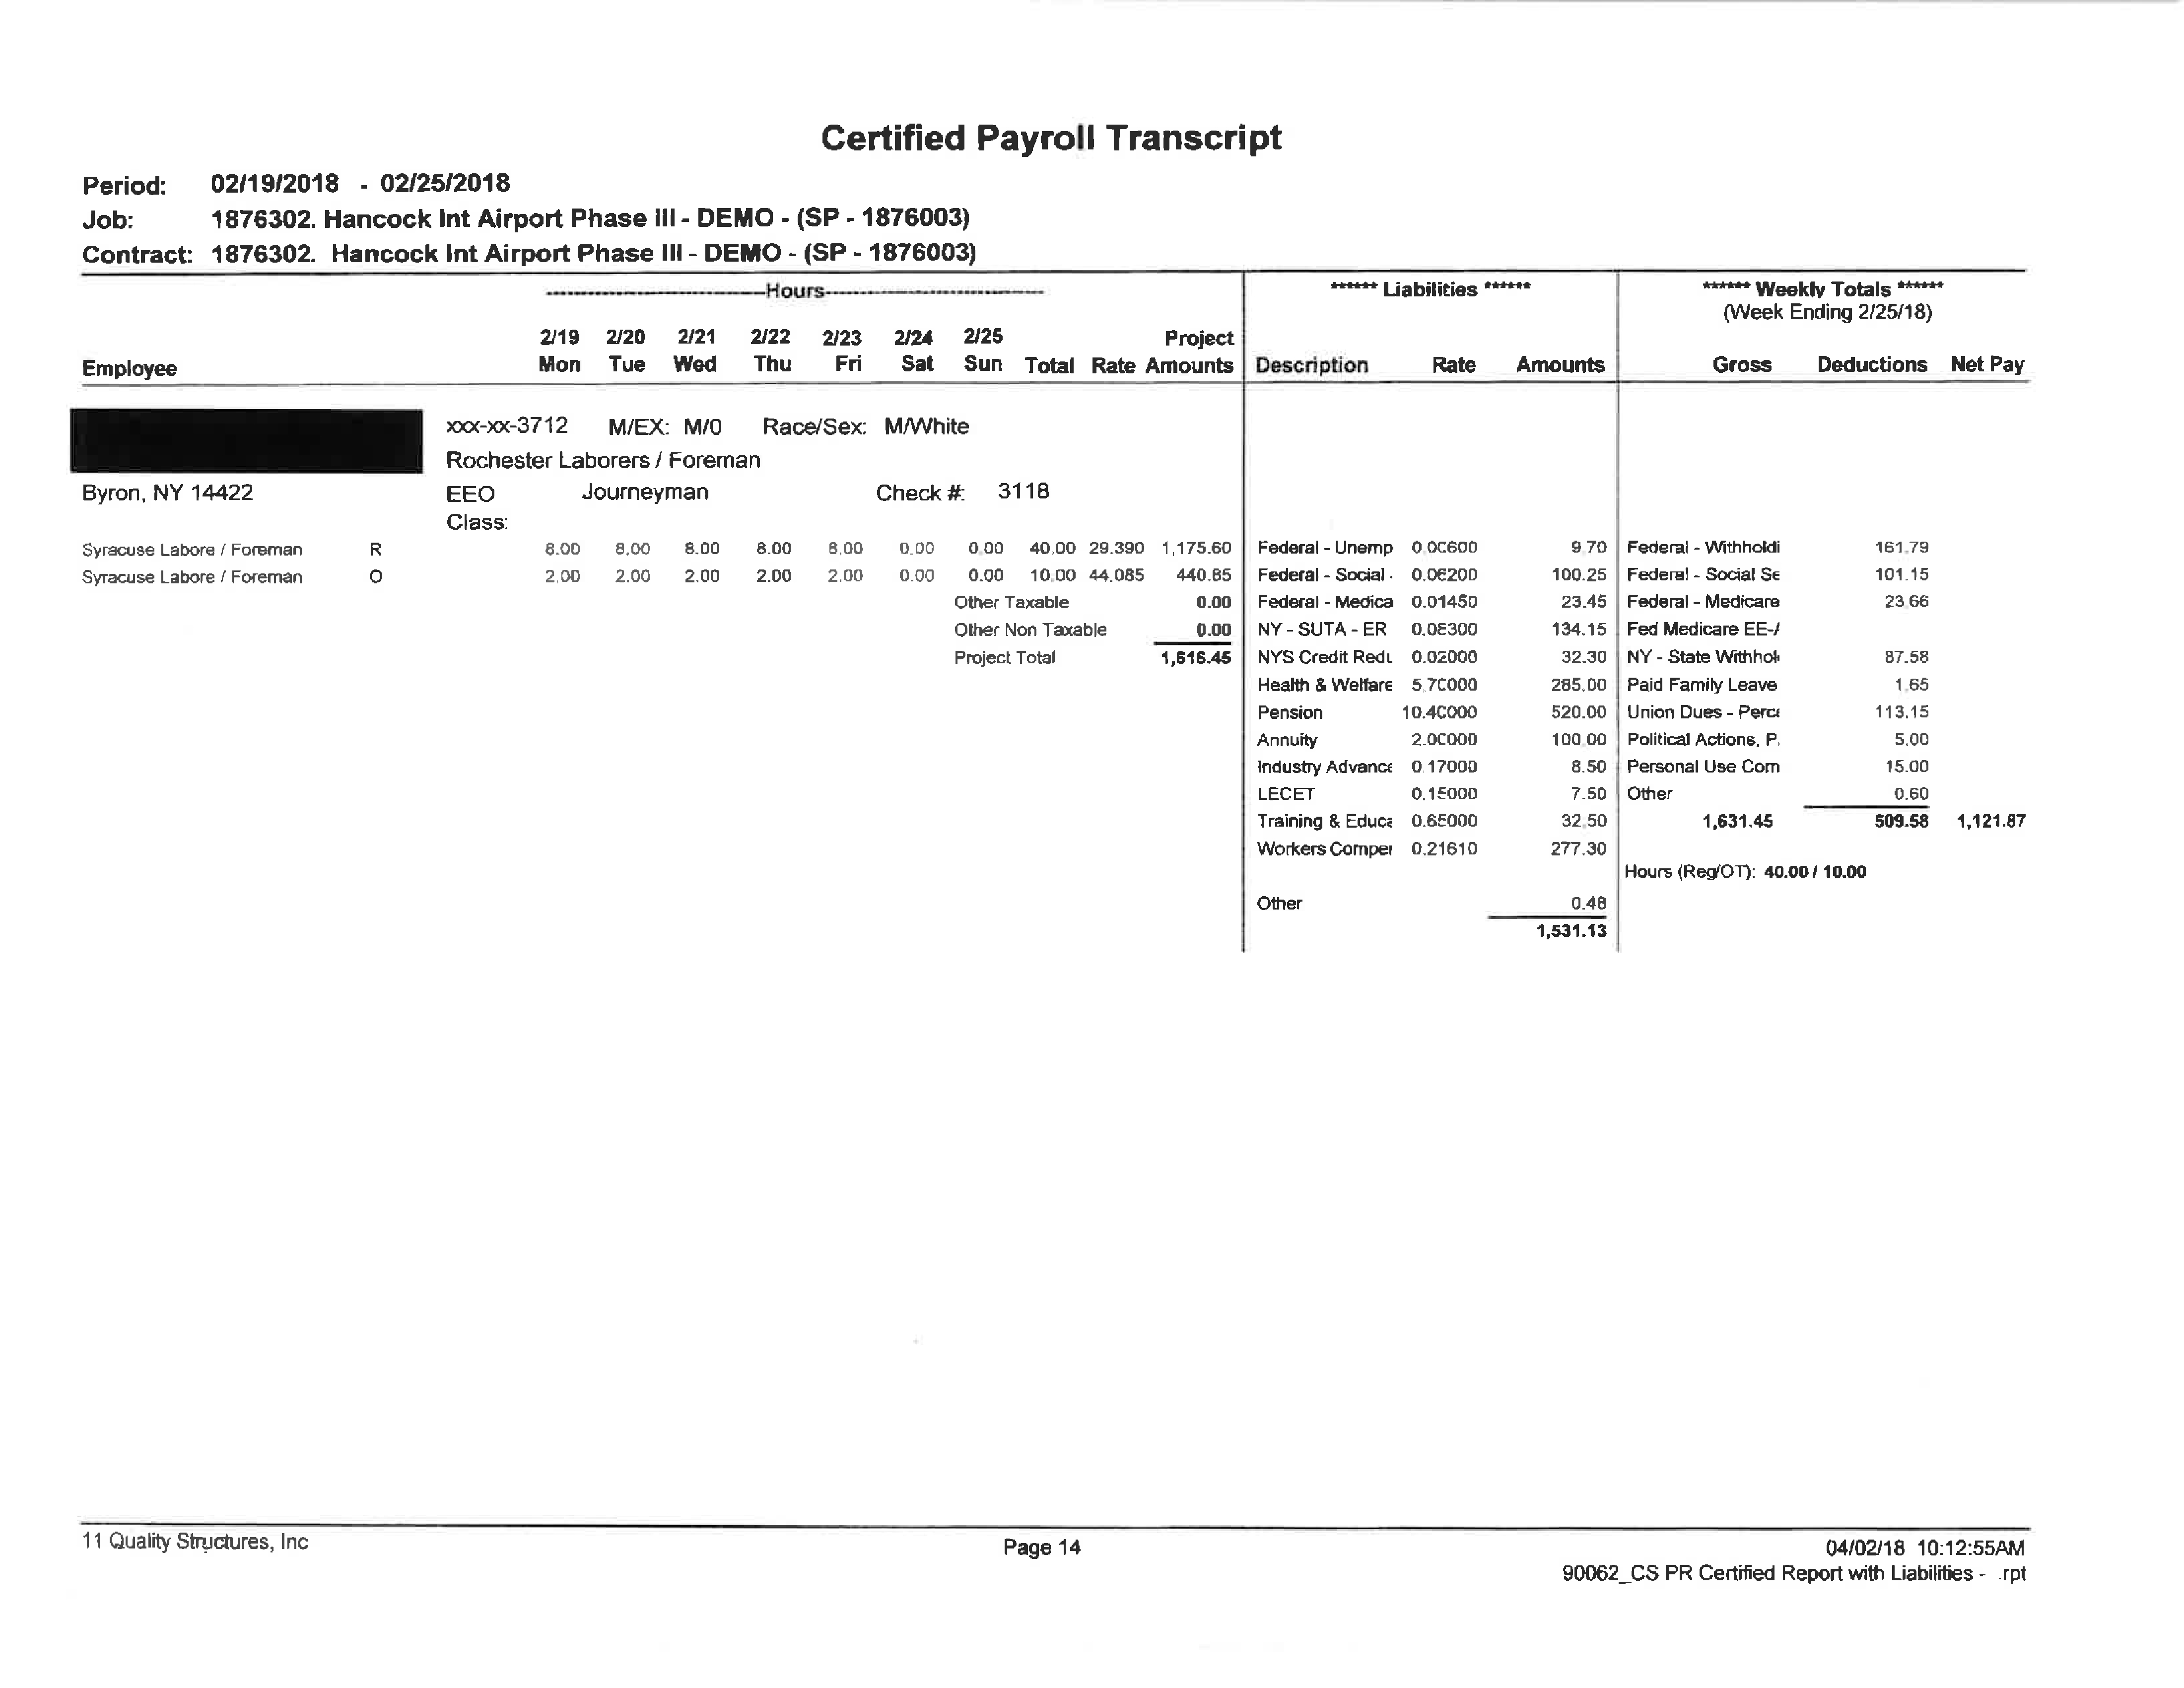 Certified Payroll Transcript
Period: 02/19/2018 - 02/25/2018
Job: 1876302. Hancock Int Airport Phase III - DEMO - (SP - 1876003)
Contract: 1876302. Hancock Int Airport Phase III - DEMO - (SP - 1876003)
Hours ****** Liabilities ****** ****** Weekly Totals ******
(Week Ending 2/25/18)
2/19 2/20 2/21 2/22 2/23 2/24 2/25 Project
Employee Mon Tue Wed Thu Fri Sat Sun Total Rate Amounts Description Rate Amounts Gross Deductions Net Pay
xxx-xx-3712 M/EX: M/0 Race/Sex: M/White
Rochester Laborers / Foreman
Byron, NY 14422 EEO Journeyman Check #: 3118
Class:
Syracuse Labore / Foreman R 8.00 8.00 8.00 8.00 8.00 0.00 0.00 40.00 29.390 1,175.60 Federal - Unemp 0.00600 9.70 Federal - Withholdi 161.79
Syracuse Labore / Foreman O 2.00 2.00 2.00 2.00 2.00 0.00 0.00 10.00 44.085 440.85 Federal - Social 0.06200 100.25 Federal - Social Se 101.15
Other Taxable 0.00 Federal - Medica 0.01450 23.45 Federal - Medicare 23.66
Other Non Taxable 0.00 NY - SUTA - ER 0.08300 134.15 Fed Medicare EE-/
Project Total 1,616.45 NYS Credit Redu 0.02000 32.30 NY - State Withhol 87.58
Health & Welfare 5.70000 285.00 Paid Family Leave 1.65
Pension 10.40000 520.00 Union Dues - Perce 113.15
Annuity 2.00000 100.00 Political Actions, P. 5.00
Industry Advance 0.17000 8.50 Personal Use Com 15.00
LECET 0.15000 7.50 Other 0.60
Training & Educa 0.65000 32.50 1,631.45 509.58 1,121.87
Workers Compe 0.21610 277.30
Hours (Reg/OT): 40.00 / 10.00
Other 0.48
1,531.13
11 Quality Structures, Inc Page 14 04/02/18 10:12:55AM
90062_CS PR Certified Report with Liabilities - .rpt